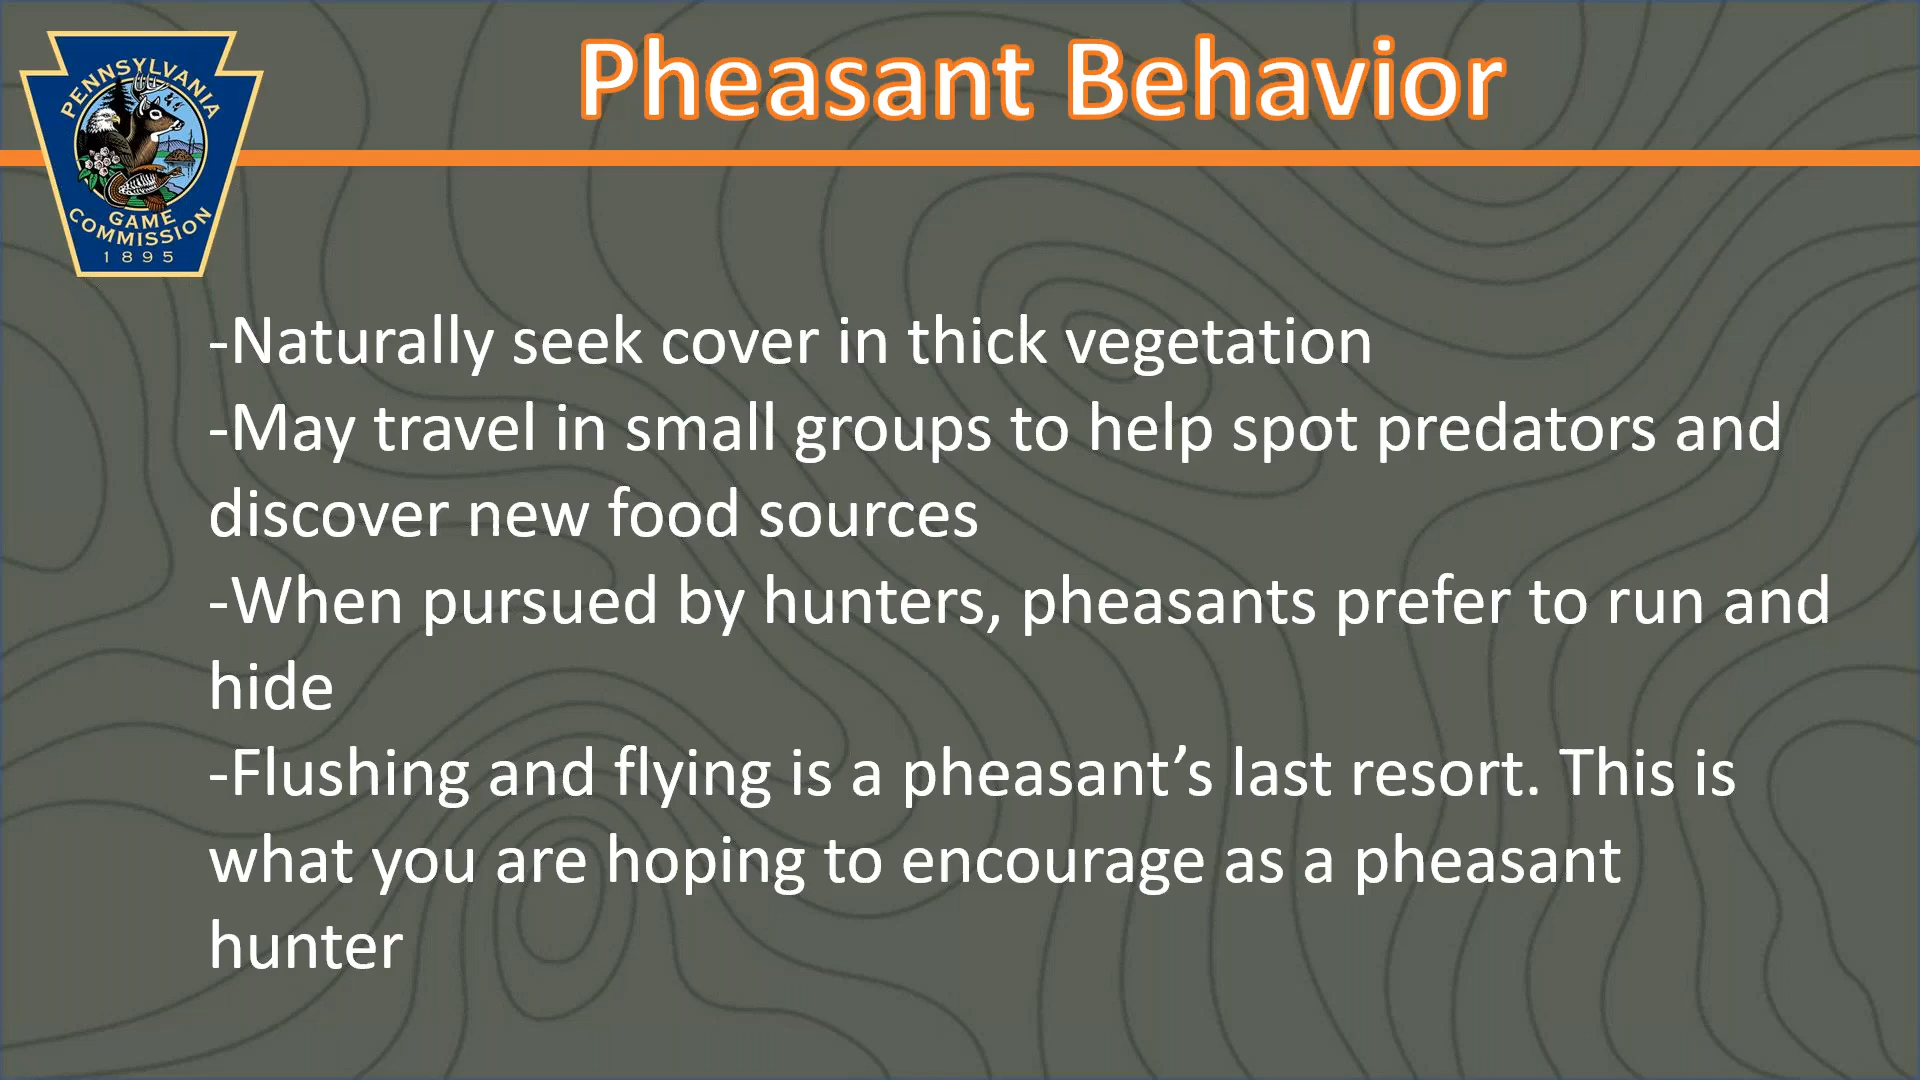 Pheasant Behavior
PENNSYLVANIA
GAME
COMMISSION
1895
-Naturally seek cover in thick vegetation
-May travel in small groups to help spot predators and
discover new food sources
-When pursued by hunters, pheasants prefer to run and
hide
-Flushing and flying is a pheasant’s last resort. This is
what you are hoping to encourage as a pheasant
hunter